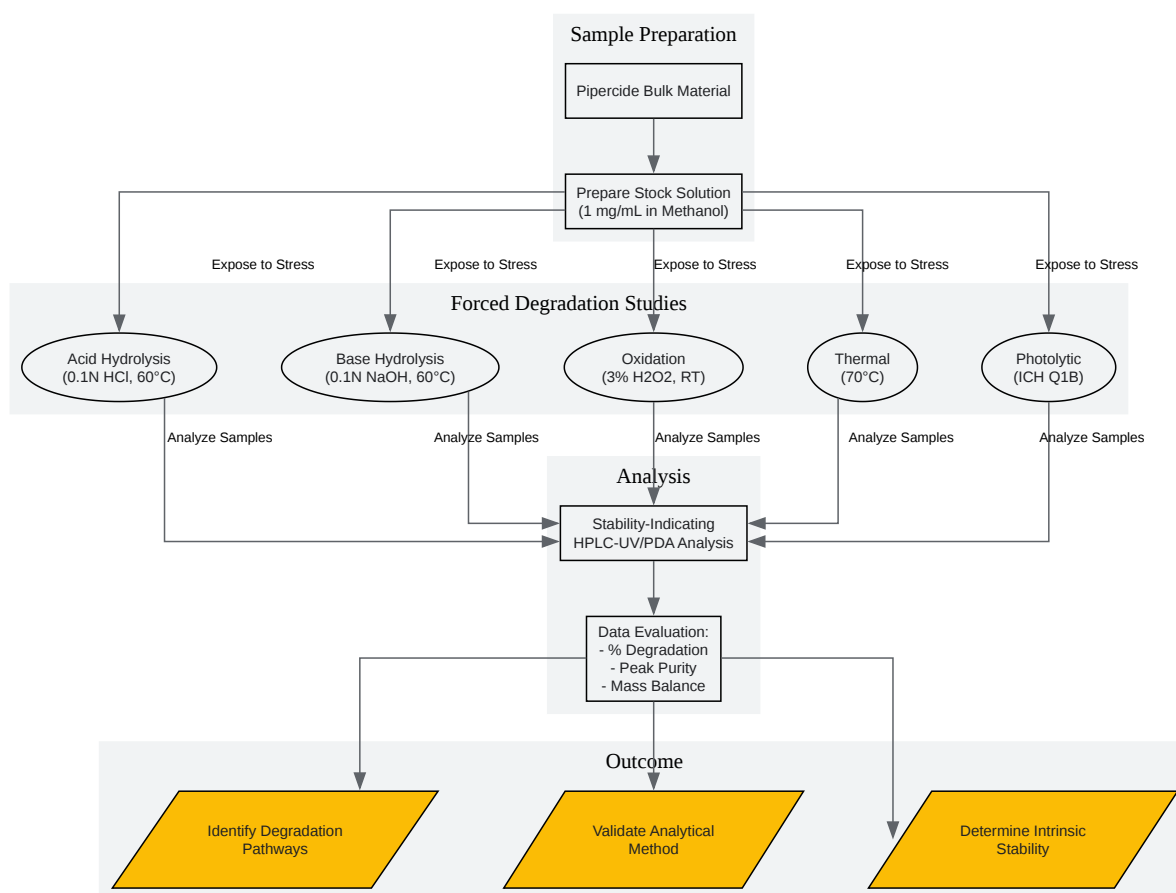 Sample Preparation
Pipercide Bulk Material
Prepare Stock Solution
(1 mg/mL in Methanol)
Expose to Stress
Expose to Stress
Expose to Stress
Expose to Stress
Expose to Stress
Forced Degradation Studies
Acid Hydrolysis
(0.1N HCl, 60°C)
Base Hydrolysis
(0.1N NaOH, 60°C)
Oxidation
(3% H2O2, RT)
Thermal
(70°C)
Photolytic
(ICH Q1B)
Analyze Samples
Analyze Samples
Analyze Samples
Analyze Samples
Analyze Samples
Analysis
Stability-Indicating
HPLC-UV/PDA Analysis
Data Evaluation:
- % Degradation
- Peak Purity
- Mass Balance
Outcome
Identify Degradation
Pathways
Validate Analytical
Method
Determine Intrinsic
Stability